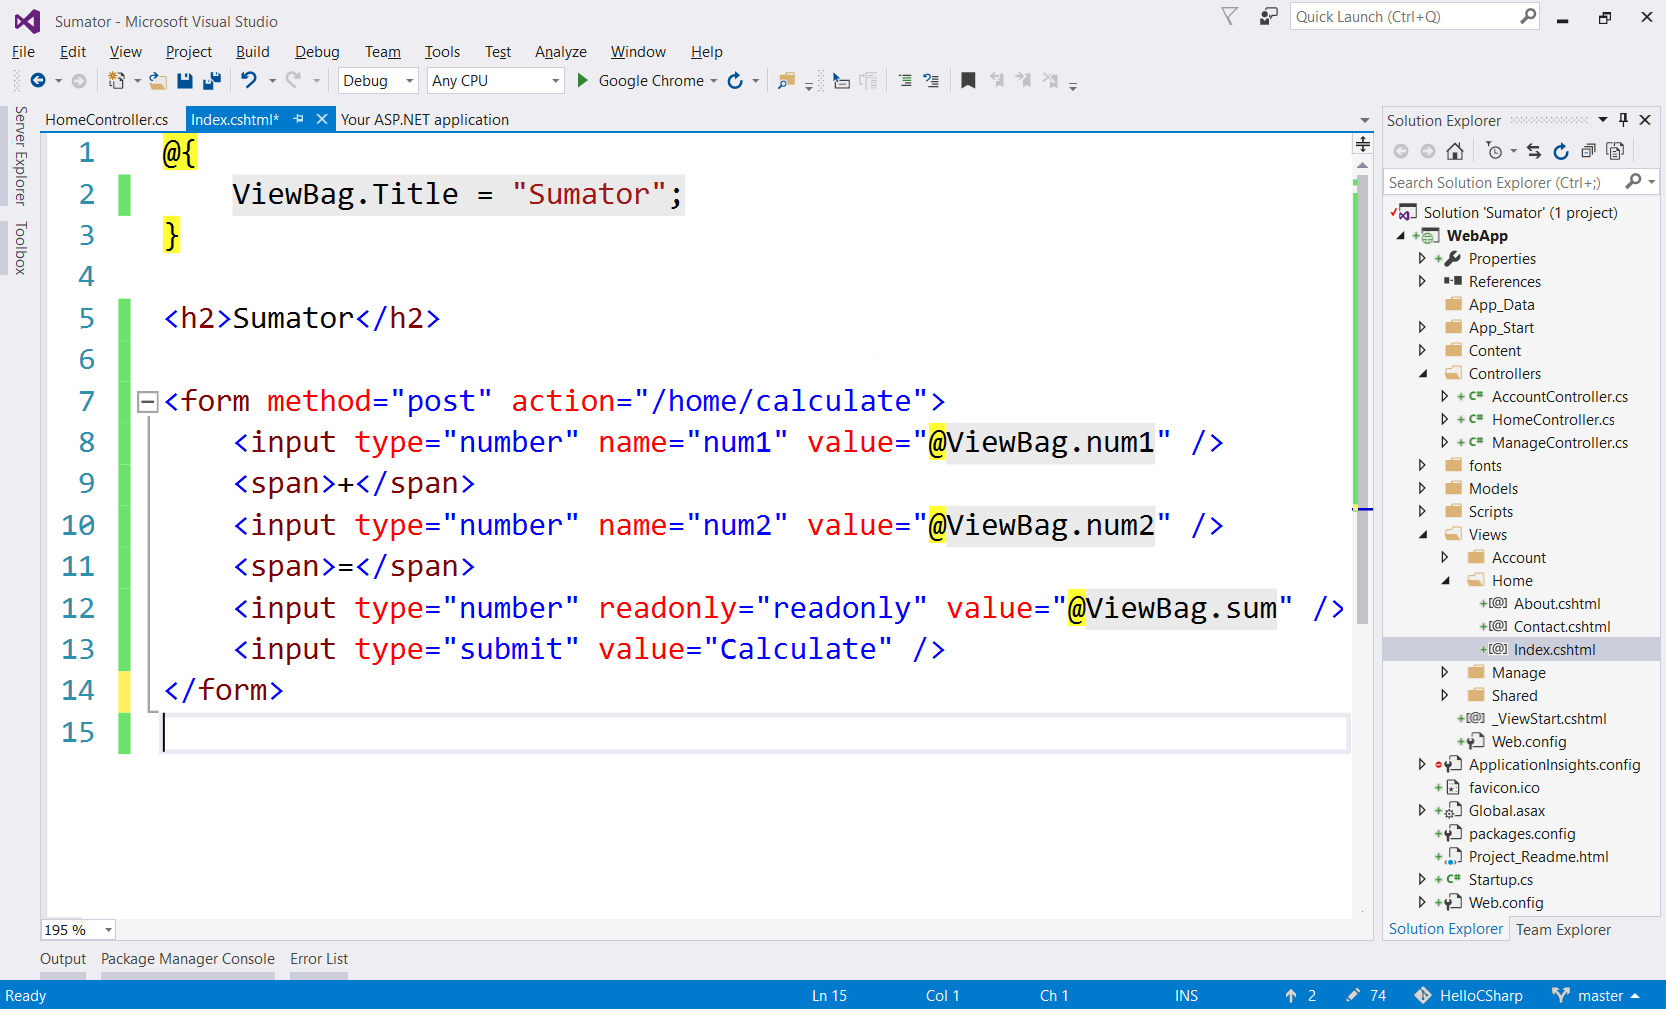 Sumator - Microsoft Visual Studio
Quick Launch (Ctrl+Q)
File Edit View Project Build Debug Team Tools Test Analyze Window Help
Debug Any CPU Google Chrome
Server Explorer
Toolbox
HomeController.cs Index.cshtml* Your ASP.NET application
1 @{
2 ViewBag.Title = "Sumator";
3 }
4
5 <h2>Sumator</h2>
6
7 <form method="post" action="/home/calculate">
8 <input type="number" name="num1" value="@ViewBag.num1" />
9 <span>+</span>
10 <input type="number" name="num2" value="@ViewBag.num2" />
11 <span>=</span>
12 <input type="number" readonly="readonly" value="@ViewBag.sum" />
13 <input type="submit" value="Calculate" />
14 </form>
15
195 %
Solution Explorer
Search Solution Explorer (Ctrl+;)
Solution 'Sumator' (1 project)
WebApp
Properties
References
App_Data
App_Start
Content
Controllers
C# AccountController.cs
C# HomeController.cs
C# ManageController.cs
fonts
Models
Scripts
Views
Account
Home
[@] About.cshtml
[@] Contact.cshtml
[@] Index.cshtml
Manage
Shared
[@] _ViewStart.cshtml
Web.config
ApplicationInsights.config
favicon.ico
Global.asax
packages.config
Project_Readme.html
C# Startup.cs
Web.config
Solution Explorer Team Explorer
Output Package Manager Console Error List
Ready Ln 15 Col 1 Ch 1 INS 2 74 HelloCSharp master